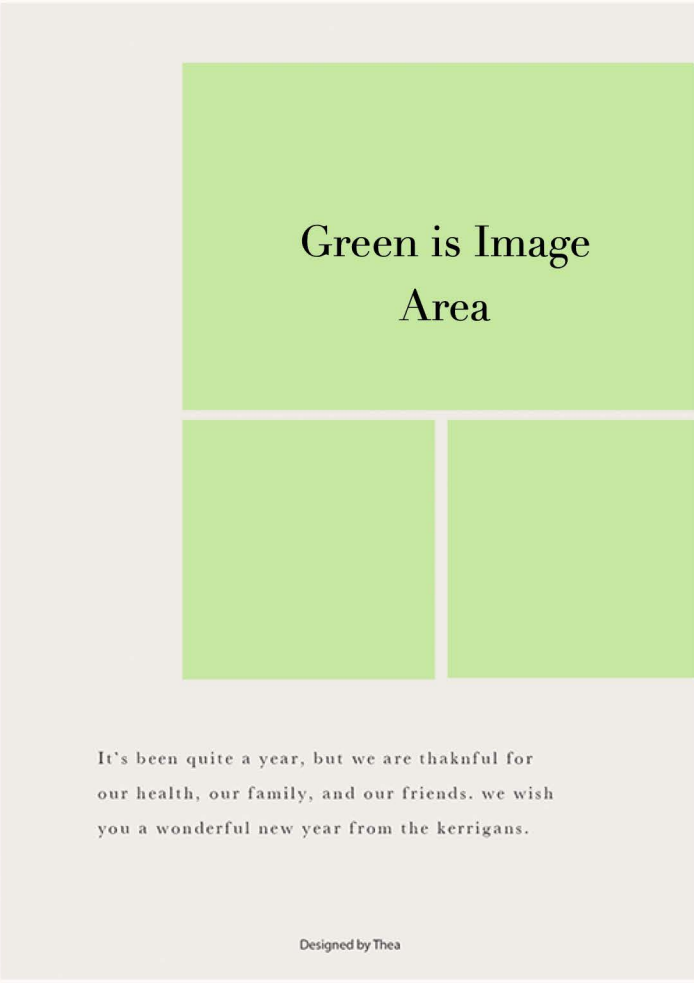 Green is Image
Area
It's been quite a year, but we are thaknful for
our health, our family, and our friends. we wish
you a wonderful new year from the kerrigans.
Designed by Thea